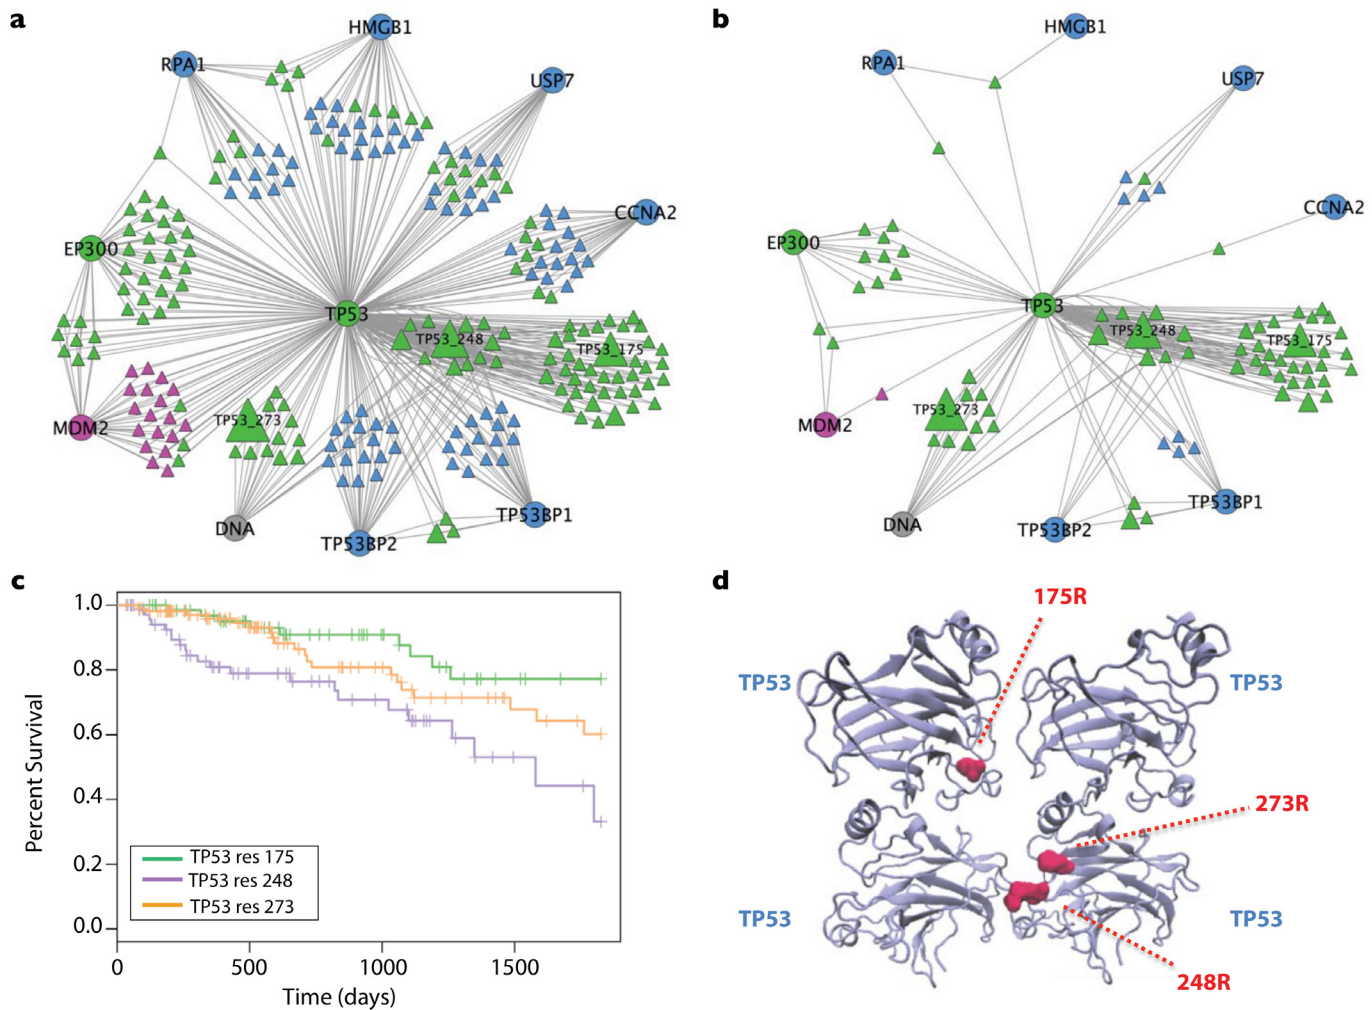 a
HMGB1
RPA1
USP7
CCNA2
EP300
TP53
TP53_248
TP53_175
MDM2
TP53_273
DNA
TP53BP2
TP53BP1
b
HMGB1
RPA1
USP7
CCNA2
EP300
TP53
TP53_248
TP53_175
MDM2
TP53_273
DNA
TP53BP2
TP53BP1
c
Percent Survival
1.0
0.8
0.6
0.4
0.2
0.0
TP53 res 175
TP53 res 248
TP53 res 273
0 500 1000 1500
Time (days)
d
175R
TP53 TP53
273R
TP53 TP53
248R